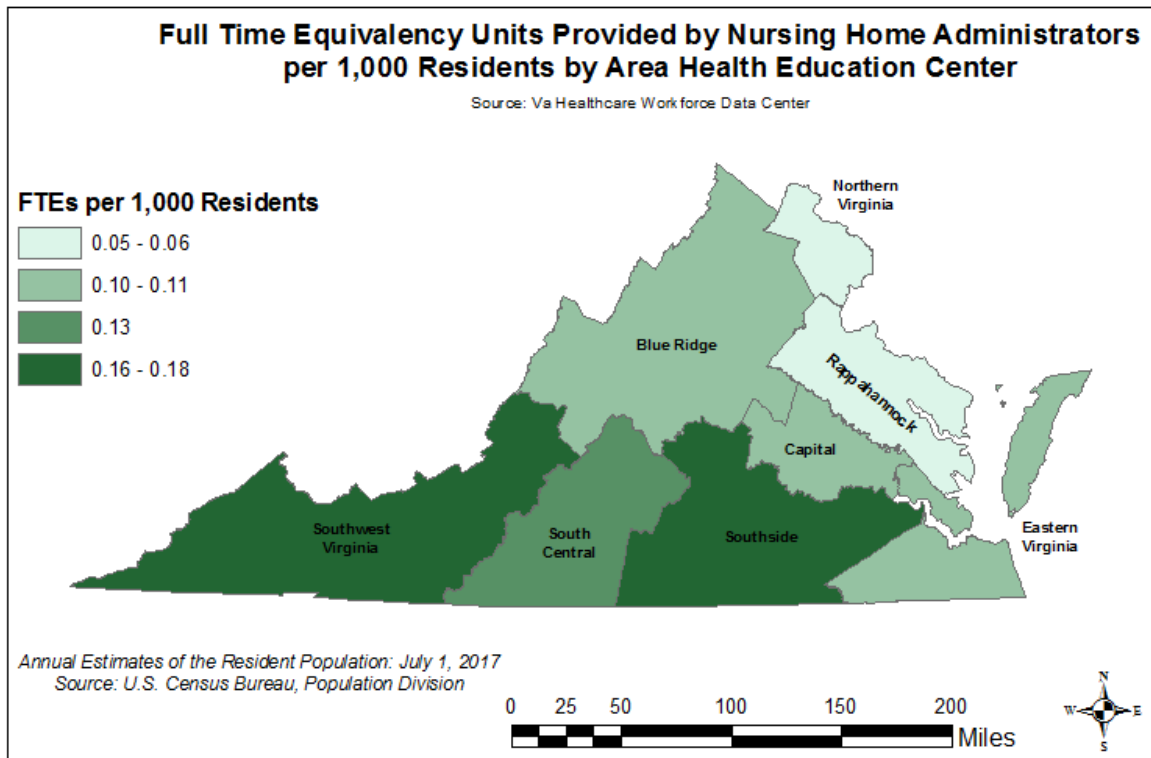 Full Time Equivalency Units Provided by Nursing Home Administrators
per 1,000 Residents by Area Health Education Center
Source: Va Healthcare Workforce Data Center
FTEs per 1,000 Residents
0.05 - 0.06
0.10 - 0.11
0.13
0.16 - 0.18
Northern
Virginia
Blue Ridge
Rappahannock
Capital
Southwest
Virginia
South
Central
Southside
Eastern
Virginia
Annual Estimates of the Resident Population: July 1, 2017
Source: U.S. Census Bureau, Population Division
0 25 50 100 150 200
Miles
N
W E
S